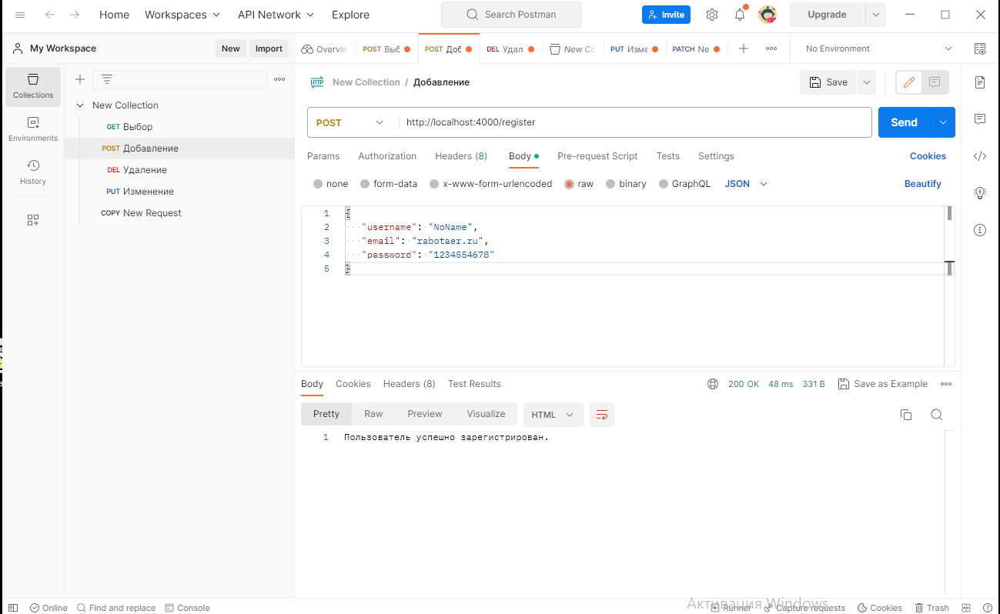 Home Workspaces API Network Explore Search Postman Invite Upgrade
My Workspace New Import Overvie POST Выб POST Доб DEL Удал New Co PUT Изме PATCH Ne No Environment
Collections
Environments
History
New Collection
GET Выбор
POST Добавление
DEL Удаление
PUT Изменение
COPY New Request
HTTP New Collection / Добавление Save
POST http://localhost:4000/register Send
Params Authorization Headers (8) Body Pre-request Script Tests Settings Cookies
none form-data x-www-form-urlencoded raw binary GraphQL JSON Beautify
1 {
2 "username": "NoName",
3 "email": "rabotaer.ru",
4 "password": "1234554678"
5 }
Body Cookies Headers (8) Test Results 200 OK 48 ms 331 B Save as Example
Pretty Raw Preview Visualize HTML
1 Пользователь успешно зарегистрирован.
Активация Windows
Online Find and replace Console Runner Capture requests Cookies Trash